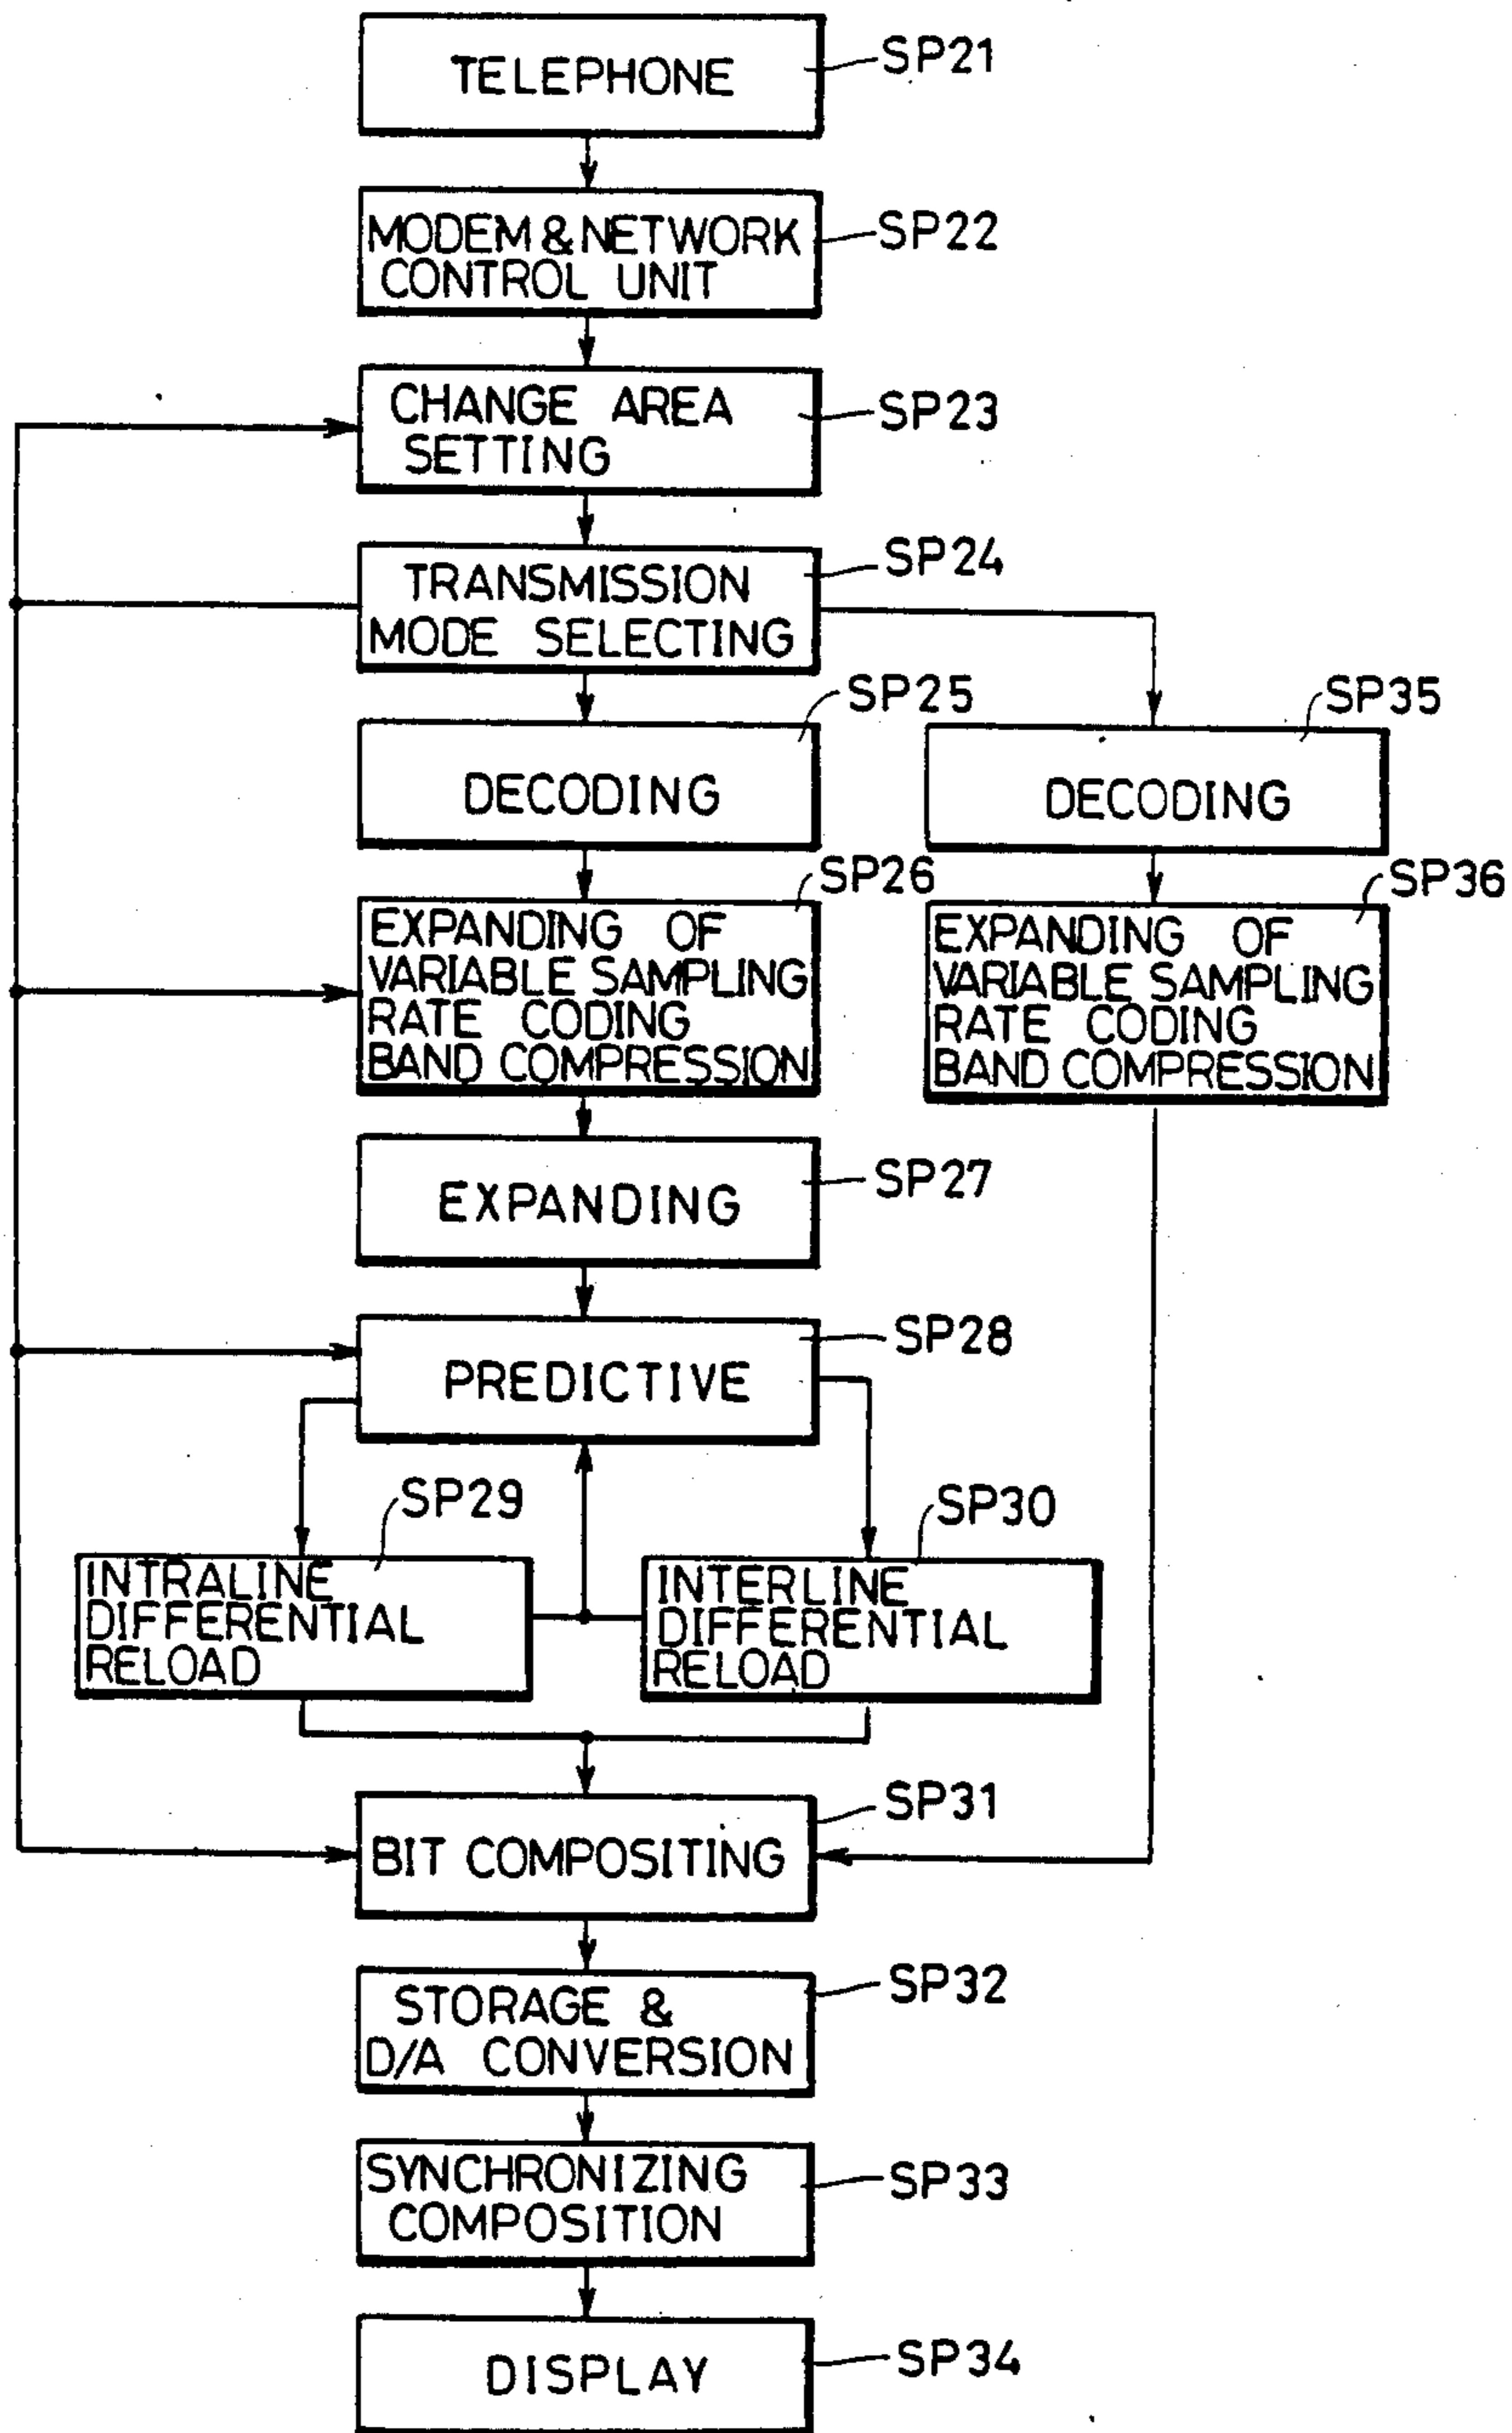 TELEPHONE
SP21
MODEM & NETWORK
CONTROL UNIT
SP22
CHANGE AREA
SETTING
SP23
TRANSMISSION
MODE SELECTING
SP24
DECODING
SP25
DECODING
SP35
EXPANDING OF
VARIABLE SAMPLING
RATE CODING
BAND COMPRESSION
SP26
EXPANDING OF
VARIABLE SAMPLING
RATE CODING
BAND COMPRESSION
SP36
EXPANDING
SP27
PREDICTIVE
SP28
INTRALINE
DIFFERENTIAL
RELOAD
SP29
INTERLINE
DIFFERENTIAL
RELOAD
SP30
BIT COMPOSITING
SP31
STORAGE &
D/A CONVERSION
SP32
SYNCHRONIZING
COMPOSITION
SP33
DISPLAY
SP34